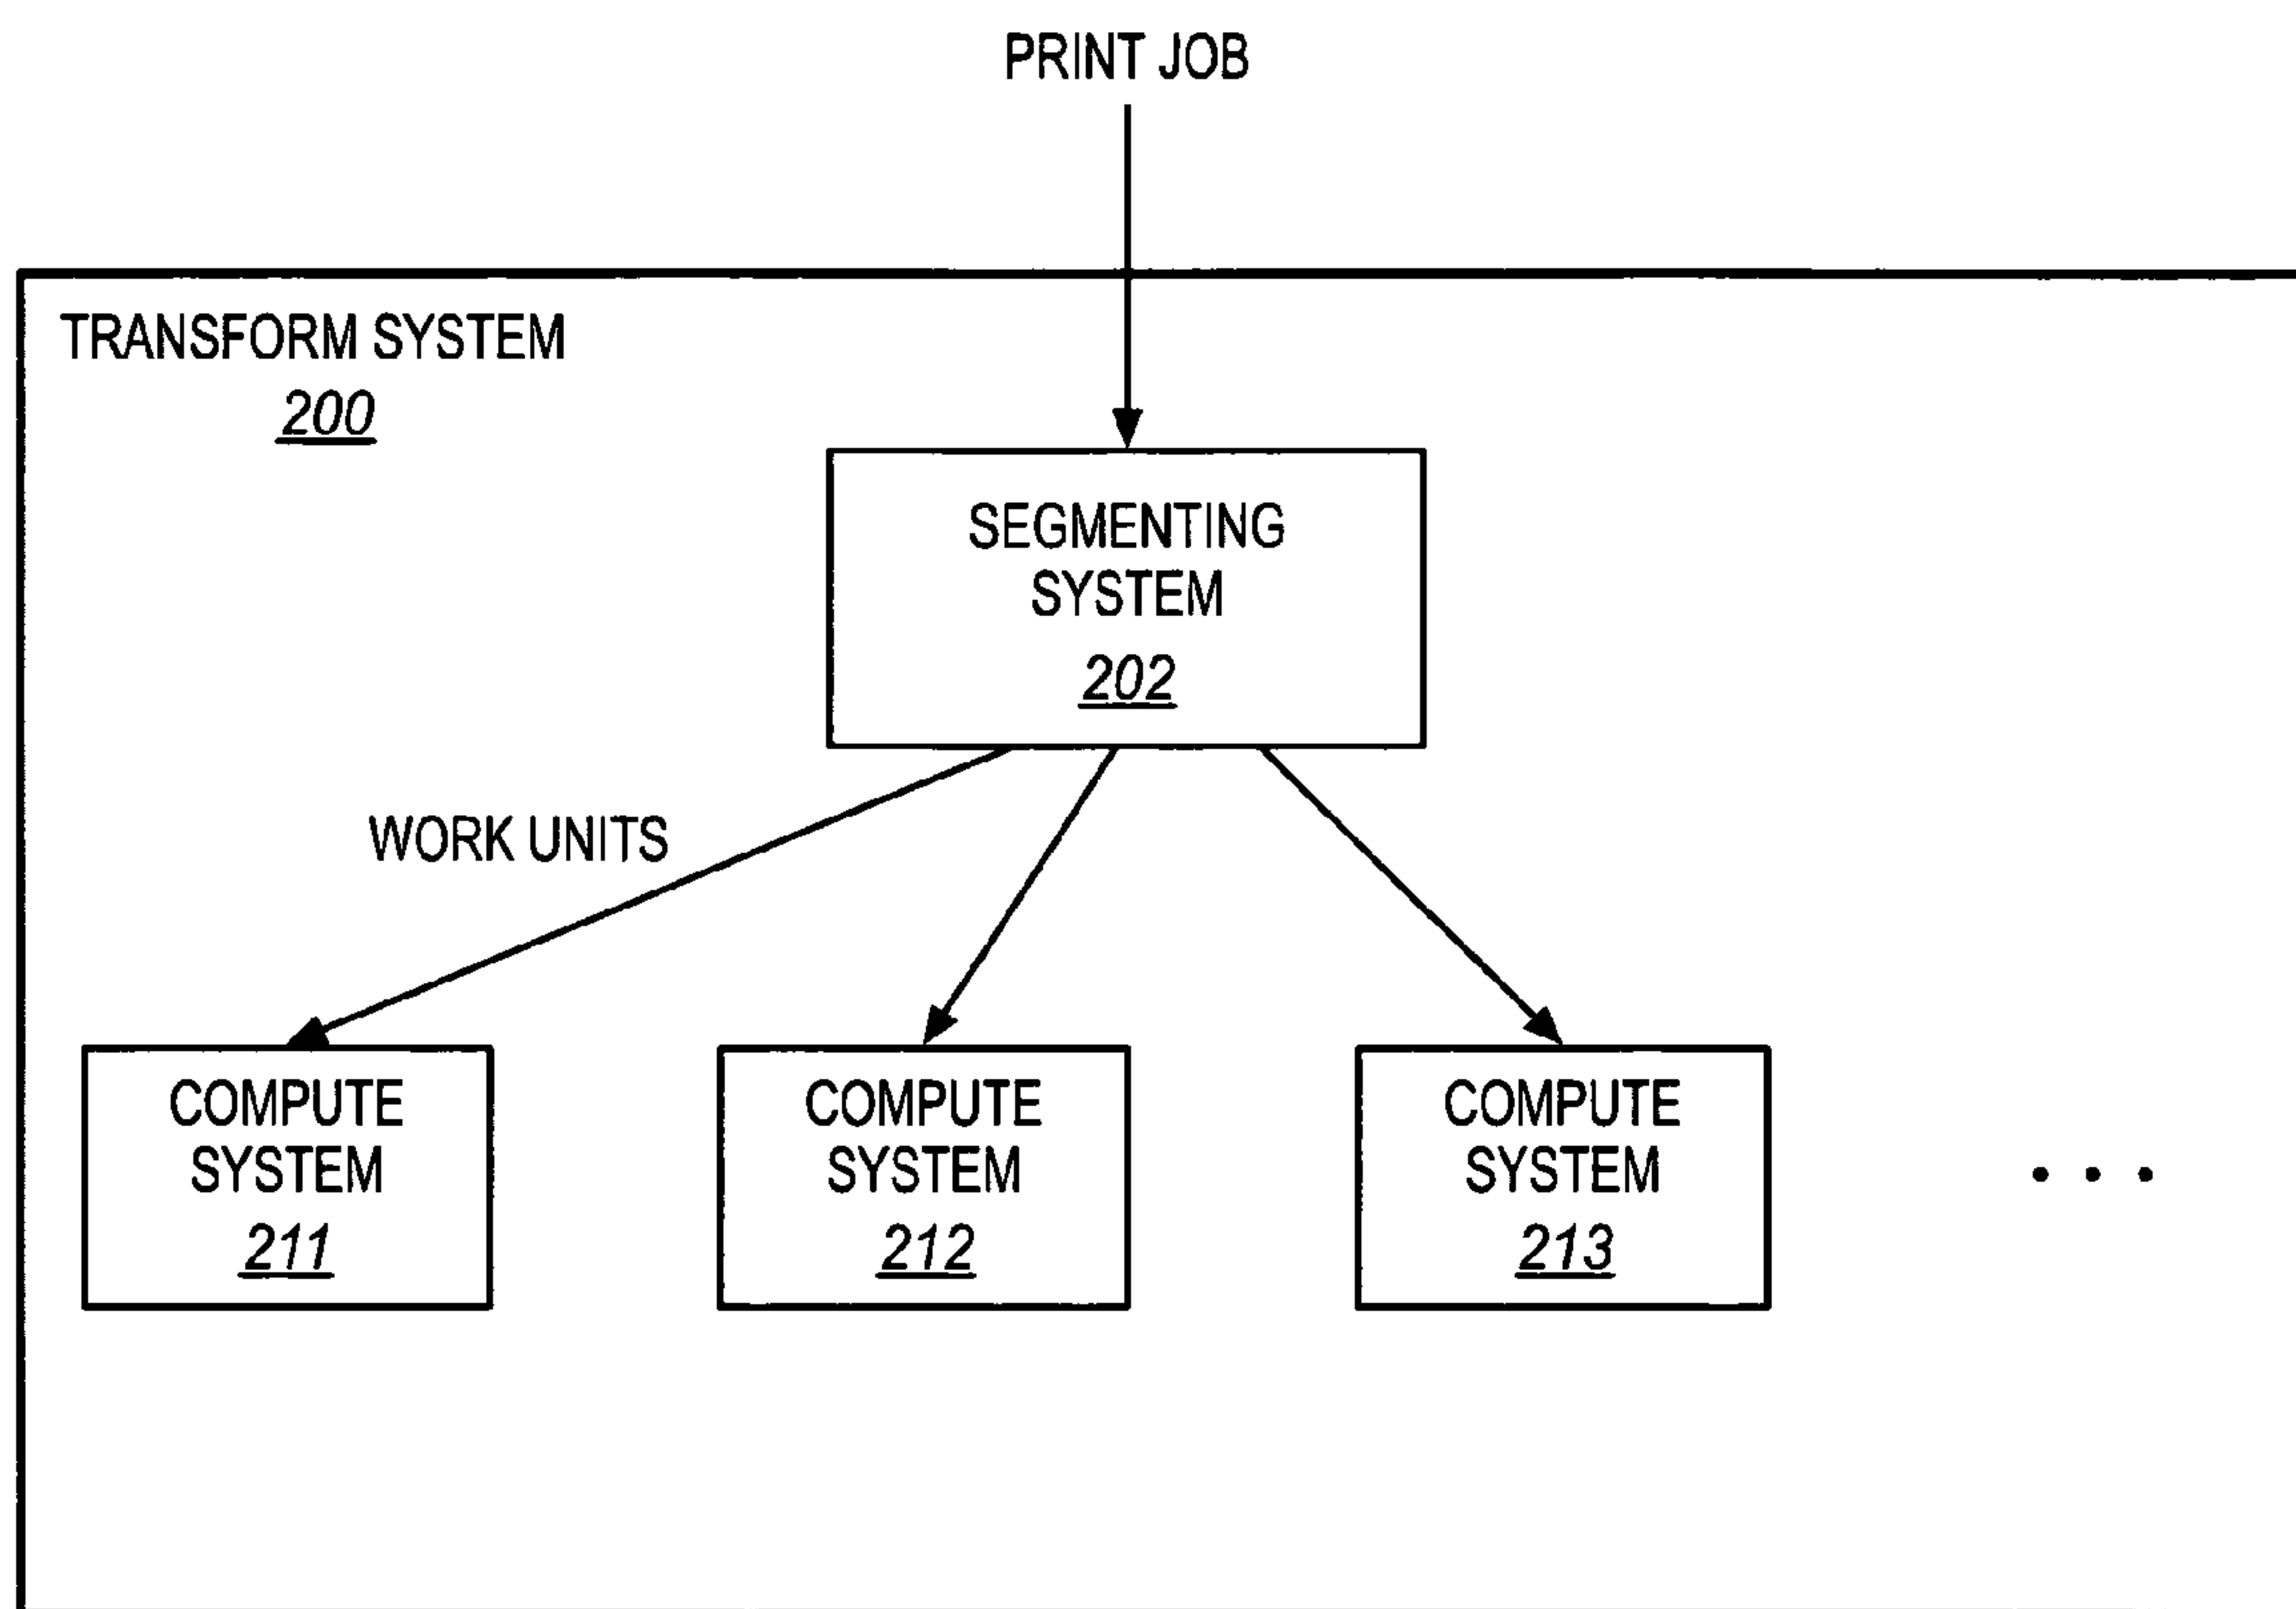 PRINT JOB
TRANSFORM SYSTEM
200
SEGMENTING
SYSTEM
202
WORK UNITS
COMPUTE
SYSTEM
211
COMPUTE
SYSTEM
212
COMPUTE
SYSTEM
213
. . .